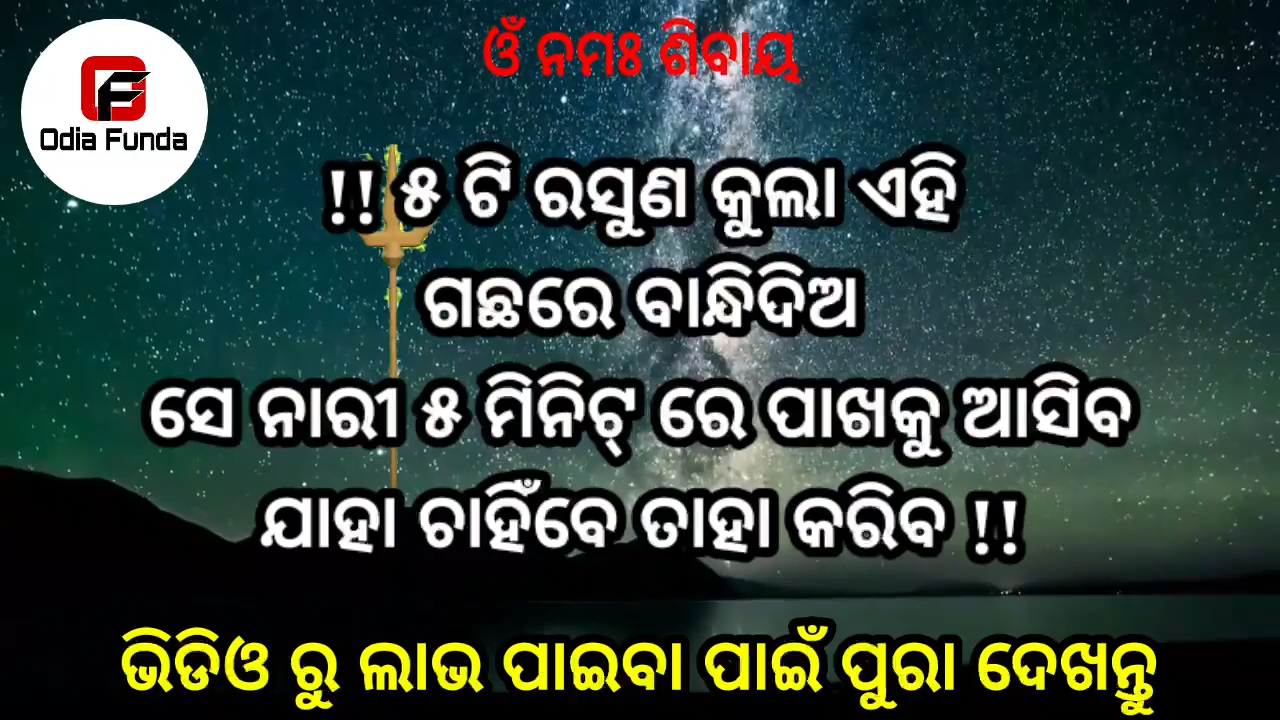 ଓଁ ନମଃ ଶିବାୟ
Odia Funda
!! ୫ ଟି ରସୁଣ କୁଲା ଏହି
ଗଛରେ ବାନ୍ଧିଦିଅ
ସେ ନାରୀ ୫ ମିନିଟ୍ ରେ ପାଖକୁ ଆସିବ
ଯାହା ଚାହିଁବେ ତାହା କରିବ !!
ଭିଡିଓ ରୁ ଲାଭ ପାଇବା ପାଇଁ ପୁରା ଦେଖନ୍ତୁ